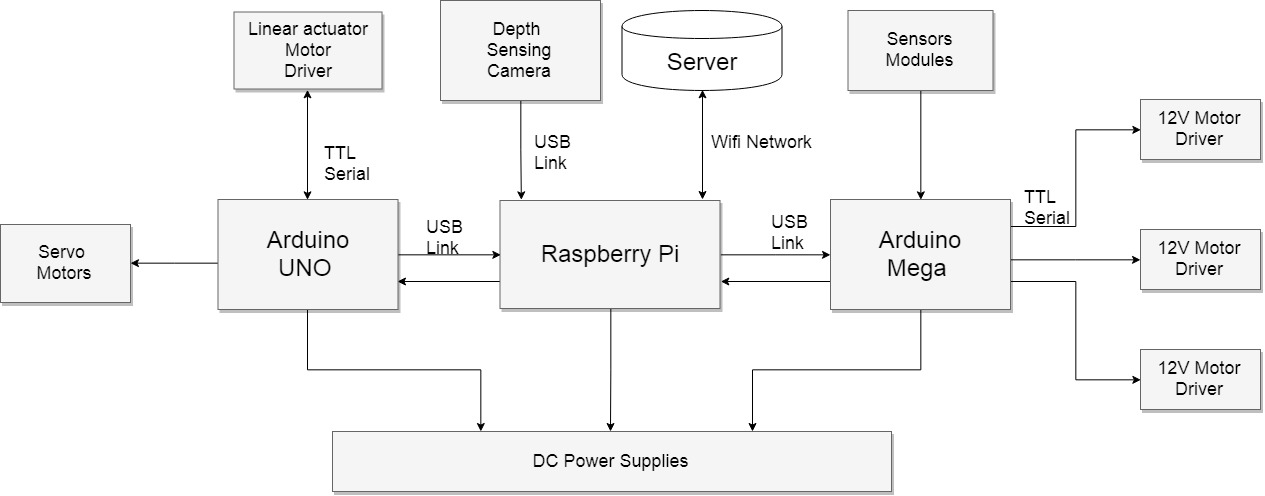 Linear actuator
Motor
Driver
Depth
Sensing
Camera
Server
Sensors
Modules
12V Motor
Driver
USB
Link
Wifi Network
TTL
Serial
TTL
Serial
Servo
Motors
Arduino
UNO
USB
Link
Raspberry Pi
USB
Link
Arduino
Mega
12V Motor
Driver
12V Motor
Driver
DC Power Supplies